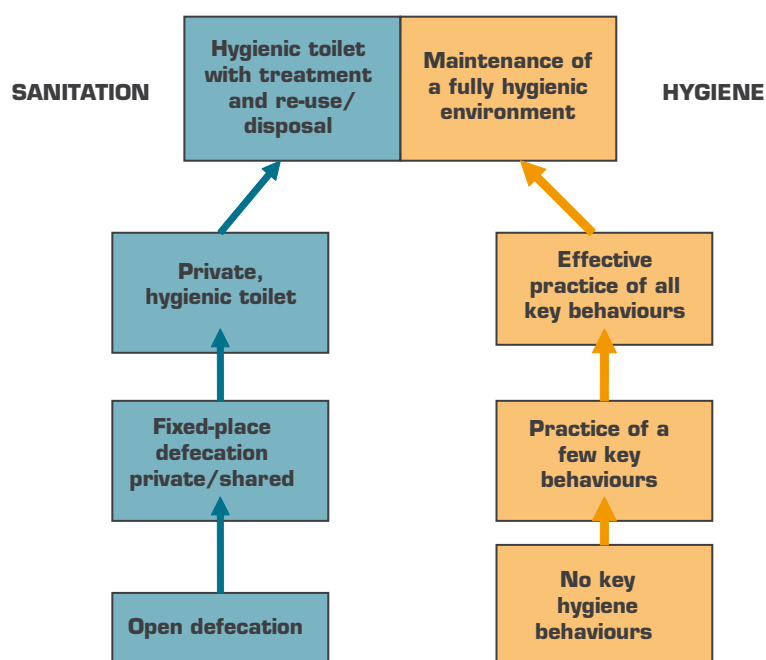 SANITATION
Hygienic toilet
with treatment
and re-use/
disposal
Maintenance of
a fully hygienic
environment
HYGIENE
Private,
hygienic toilet
Effective
practice of all
key behaviours
Fixed-place
defecation
private/shared
Practice of a
few key
behaviours
Open defecation
No key
hygiene
behaviours